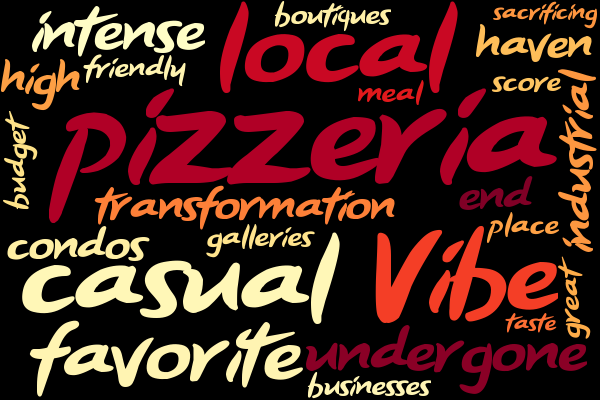 intense
boutiques
sacrificing
local
haven
high
friendly
meal
score
pizzeria
industrial
budget
transformation
end
place
condos
galleries
casual
Vibe
great
taste
favorite
undergone
businesses